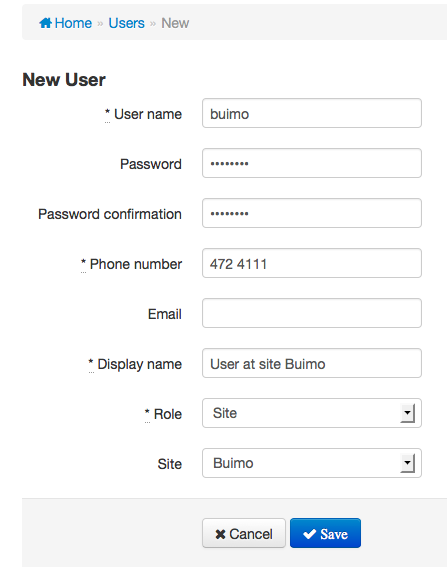 Home » Users » New
New User
* User name buimo
Password ••••••••
Password confirmation ••••••••
* Phone number 472 4111
Email
* Display name User at site Buimo
* Role Site
Site Buimo
Cancel Save